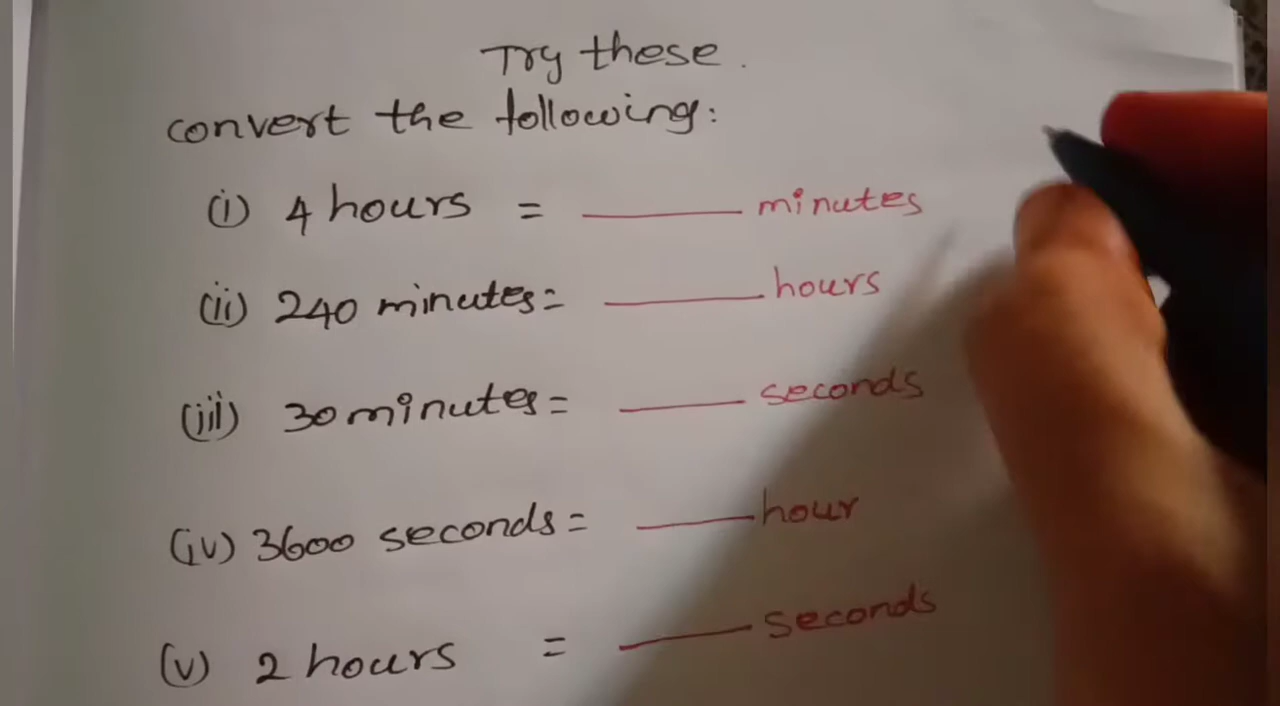 Try these.
convert the following:
(i) 4 hours = ______ minutes
(ii) 240 minutes= ______ hours
(iii) 30 minutes= ______ seconds
(iv) 3600 seconds= ______ hour
(v) 2 hours = ______ seconds